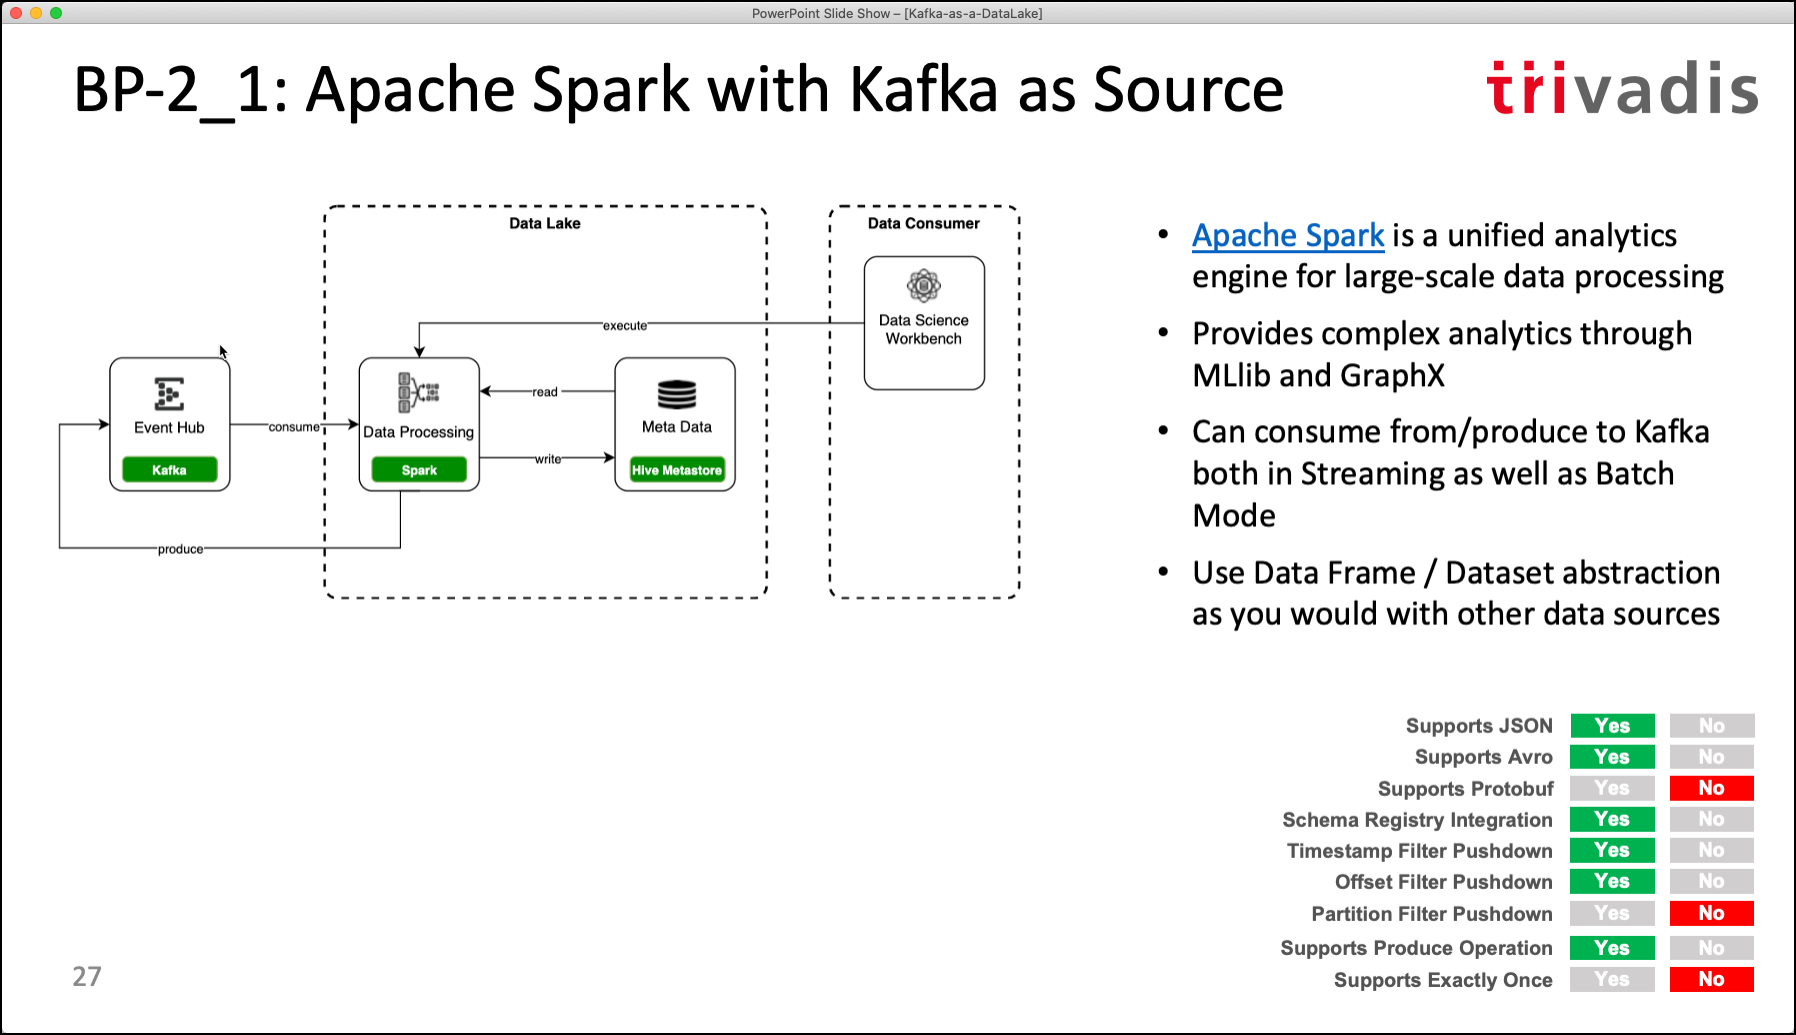 PowerPoint Slide Show – [Kafka-as-a-DataLake]
BP-2_1: Apache Spark with Kafka as Source
trivadis
Data Lake
Data Consumer
Data Science
Workbench
execute
Event Hub
Kafka
consume
Data Processing
Spark
read
write
Meta Data
Hive Metastore
produce
• Apache Spark is a unified analytics
engine for large-scale data processing
• Provides complex analytics through
MLlib and GraphX
• Can consume from/produce to Kafka
both in Streaming as well as Batch
Mode
• Use Data Frame / Dataset abstraction
as you would with other data sources
Supports JSON Yes No
Supports Avro Yes No
Supports Protobuf Yes No
Schema Registry Integration Yes No
Timestamp Filter Pushdown Yes No
Offset Filter Pushdown Yes No
Partition Filter Pushdown Yes No
Supports Produce Operation Yes No
Supports Exactly Once Yes No
27